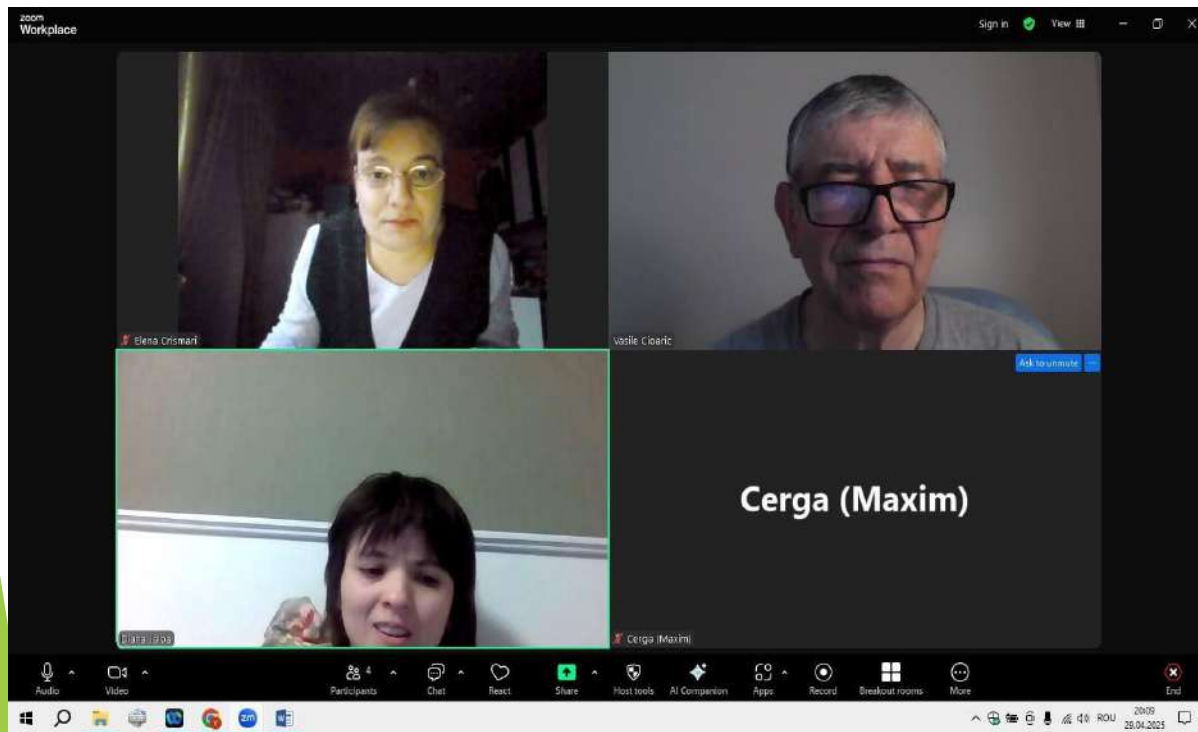 zoom
Workplace
Sign in View
Elena Crismari
Vasile Cioaric
Ask to unmute
Diana
Cerga (Maxim)
Cerga (Maxim)
Audio Video Participants 4 Chat React Share Host tools AI Companion Apps Record Breakout rooms More End
zm ROU 20:09
29.04.2025